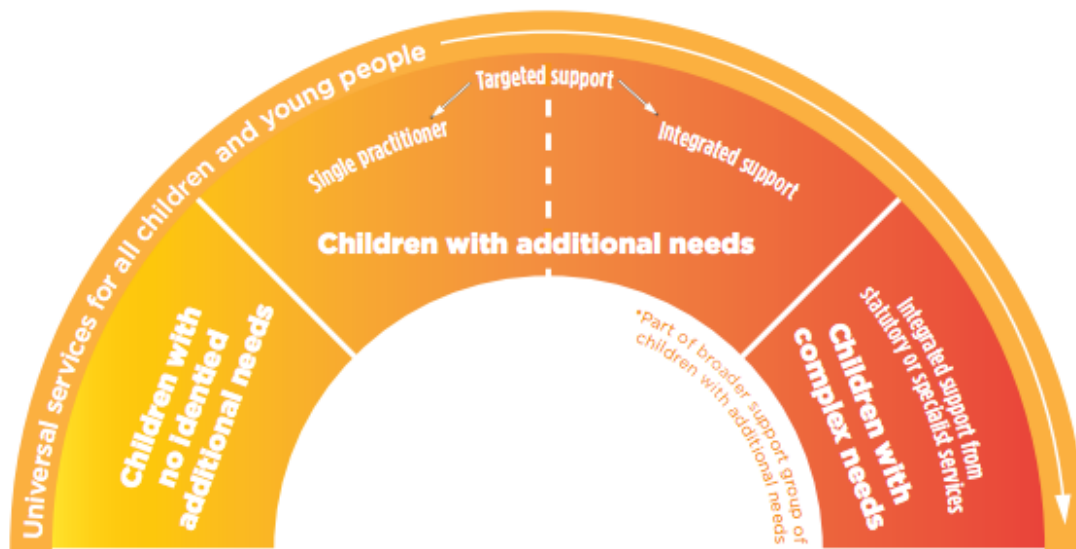 Universal services for all children and young people
Targeted support
Single practitioner
Integrated support
Children with additional needs
Children with
no Identied
additional needs
*Part of broader support group of
children with additional needs
Children with
complex needs
Integrated support from
statutory or specialist services